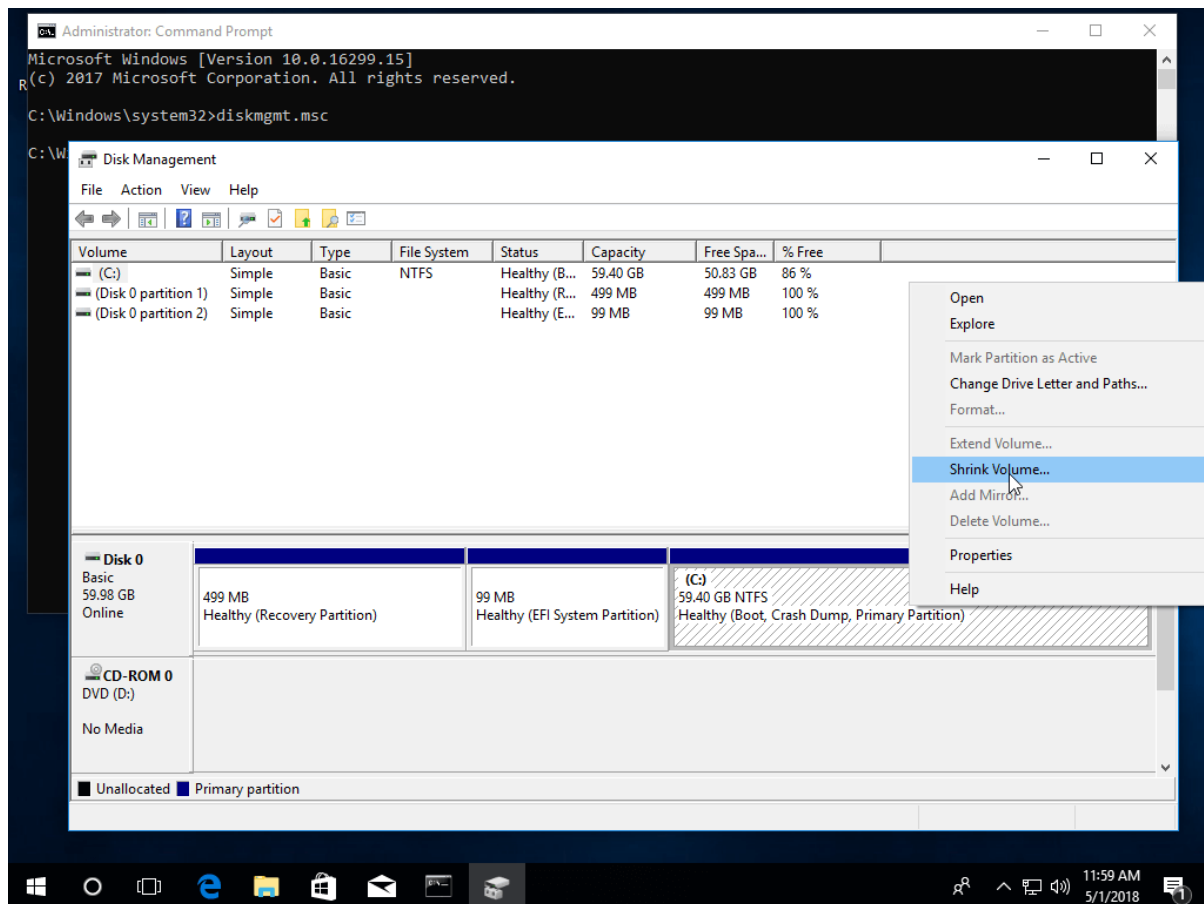 Administrator: Command Prompt
Microsoft Windows [Version 10.0.16299.15]
(c) 2017 Microsoft Corporation. All rights reserved.
R
C:\Windows\system32>diskmgmt.msc
C:\W
Disk Management
File Action View Help
Volume Layout Type File System Status Capacity Free Spa... % Free
(C:) Simple Basic NTFS Healthy (B... 59.40 GB 50.83 GB 86 %
(Disk 0 partition 1) Simple Basic Healthy (R... 499 MB 499 MB 100 %
(Disk 0 partition 2) Simple Basic Healthy (E... 99 MB 99 MB 100 %
Open
Explore
Mark Partition as Active
Change Drive Letter and Paths...
Format...
Extend Volume...
Shrink Volume...
Add Mirror...
Delete Volume...
Properties
Help
Disk 0
Basic
59.98 GB
Online
499 MB
Healthy (Recovery Partition)
99 MB
Healthy (EFI System Partition)
(C:)
59.40 GB NTFS
Healthy (Boot, Crash Dump, Primary Partition)
CD-ROM 0
DVD (D:)
No Media
Unallocated Primary partition
11:59 AM
5/1/2018
1